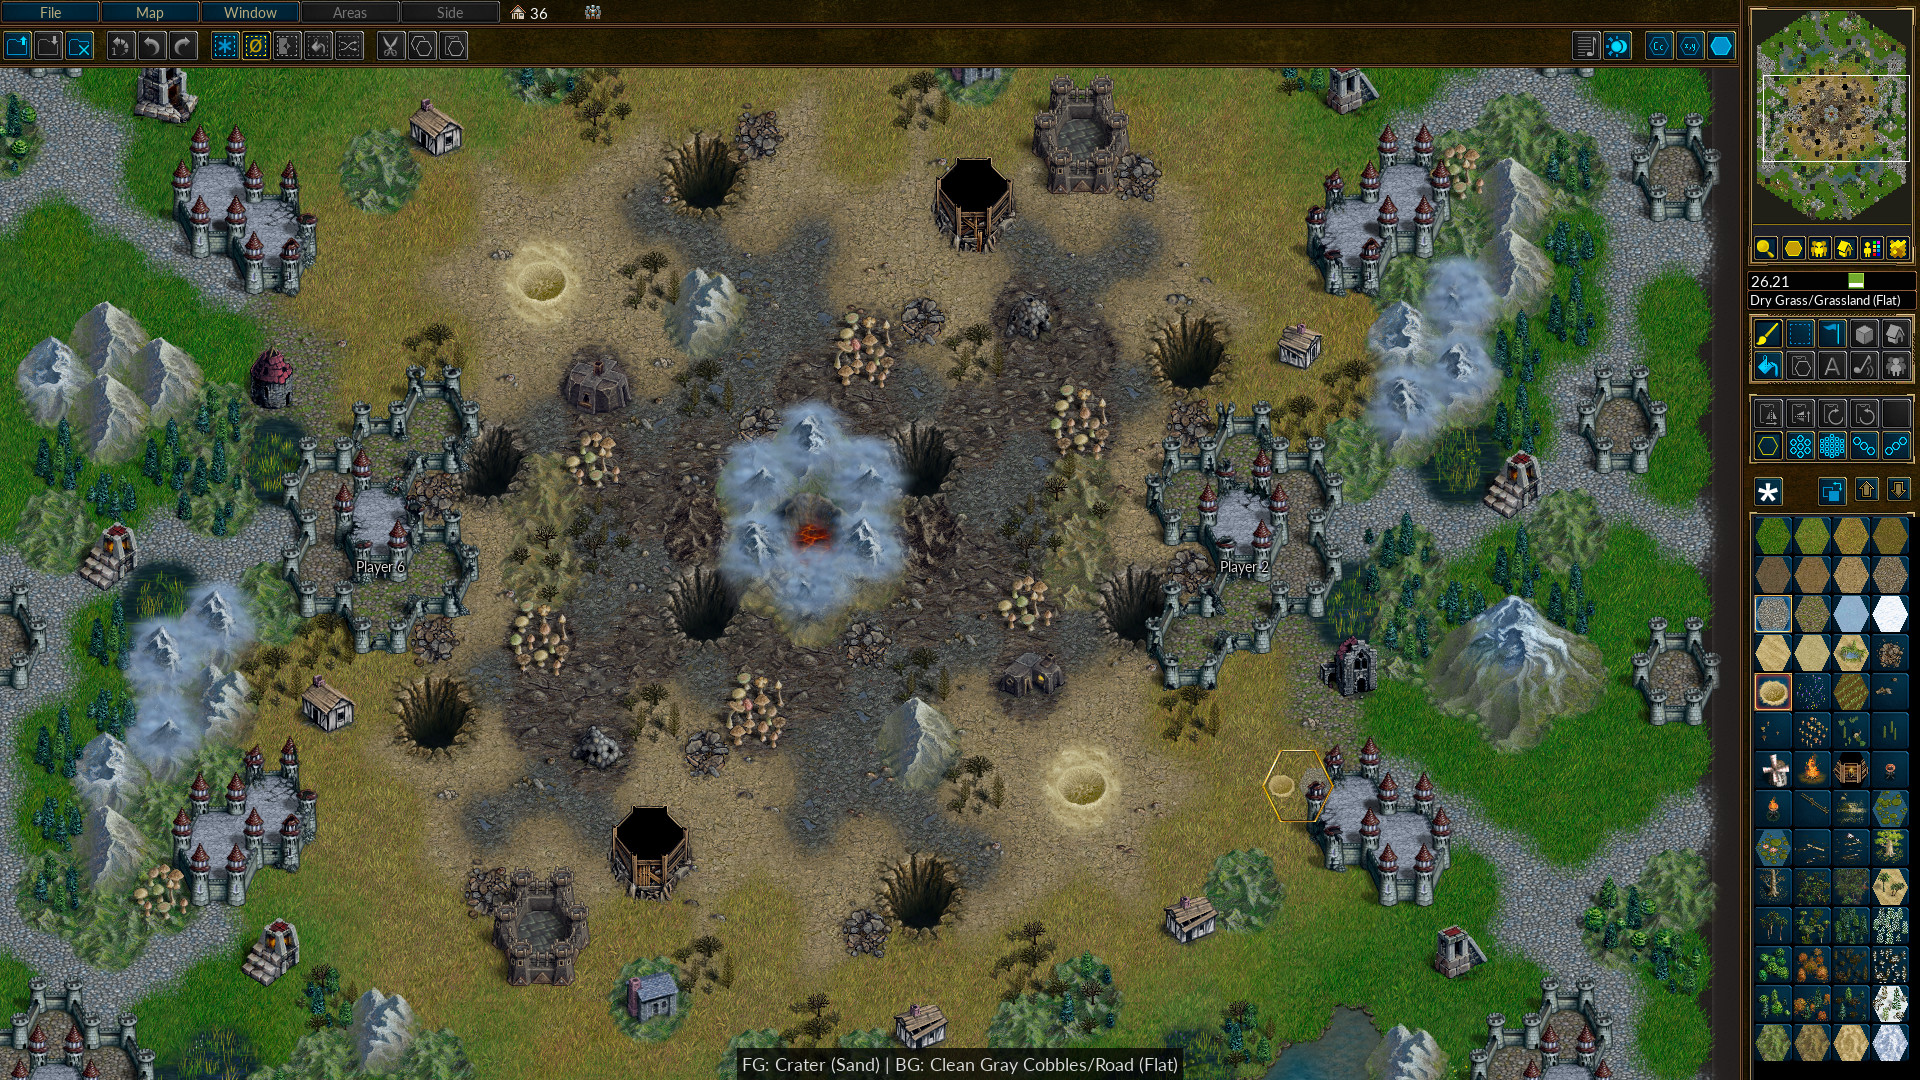 File Map Window Areas Side 36
Cc x,y
26,21
Dry Grass/Grassland (Flat)
A
Player 6
Player 2
FG: Crater (Sand) | BG: Clean Gray Cobbles/Road (Flat)